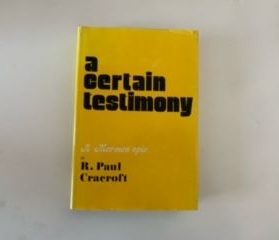 a
certain
testimony
A Mormon epic
by
R. Paul
Cracroft